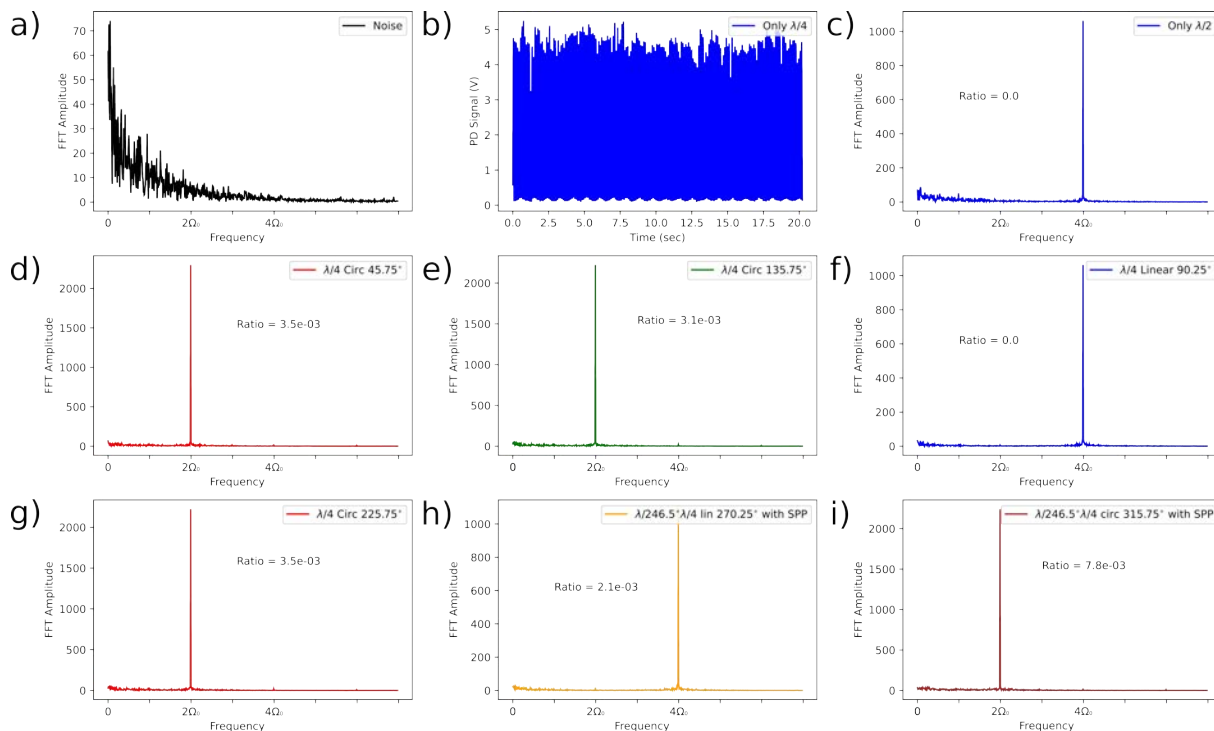 a)
Noise
FFT Amplitude
70
60
50
40
30
20
10
0
0 2Ω₀ 4Ω₀
Frequency
b)
Only λ/4
PD Signal (V)
5
4
3
2
1
0
0.0 2.5 5.0 7.5 10.0 12.5 15.0 17.5 20.0
Time (sec)
c)
Only λ/2
Ratio = 0.0
FFT Amplitude
1000
800
600
400
200
0
0 2Ω₀ 4Ω₀
Frequency
d)
λ/4 Circ 45.75°
Ratio = 3.5e-03
FFT Amplitude
2000
1500
1000
500
0
0 2Ω₀ 4Ω₀
Frequency
e)
λ/4 Circ 135.75°
Ratio = 3.1e-03
FFT Amplitude
2000
1500
1000
500
0
0 2Ω₀ 4Ω₀
Frequency
f)
λ/4 Linear 90.25°
Ratio = 0.0
FFT Amplitude
1000
800
600
400
200
0
0 2Ω₀ 4Ω₀
Frequency
g)
λ/4 Circ 225.75°
Ratio = 3.5e-03
FFT Amplitude
2000
1500
1000
500
0
0 2Ω₀ 4Ω₀
Frequency
h)
λ/246.5°λ/4 lin 270.25° with SPP
Ratio = 2.1e-03
FFT Amplitude
1000
800
600
400
200
0
0 2Ω₀ 4Ω₀
Frequency
i)
λ/246.5°λ/4 circ 315.75° with SPP
Ratio = 7.8e-03
FFT Amplitude
2000
1500
1000
500
0
0 2Ω₀ 4Ω₀
Frequency